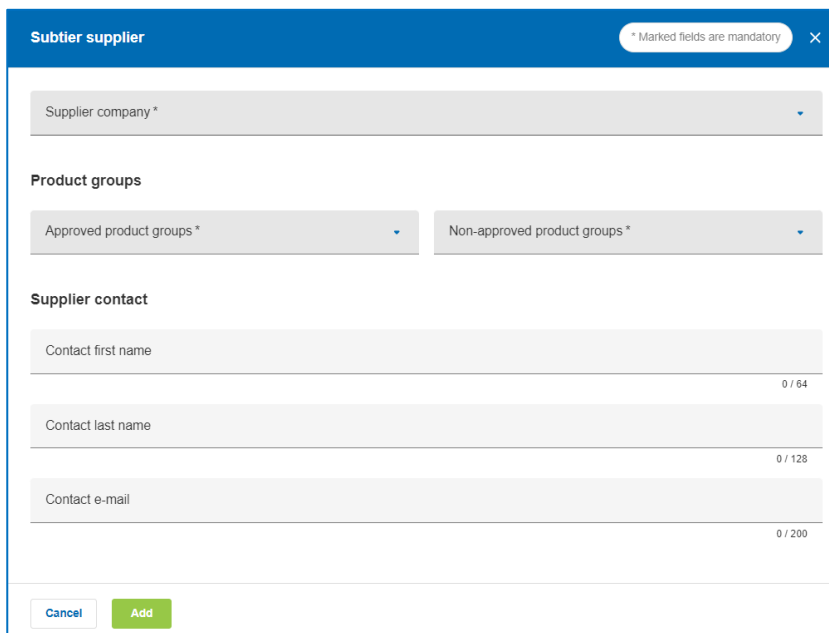 Subtier supplier
* Marked fields are mandatory
Supplier company *
Product groups
Approved product groups *
Non-approved product groups *
Supplier contact
Contact first name
0 / 64
Contact last name
0 / 128
Contact e-mail
0 / 200
Cancel
Add